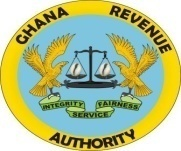 GHANA REVENUE
INTEGRITY FAIRNESS
SERVICE
AUTHORITY